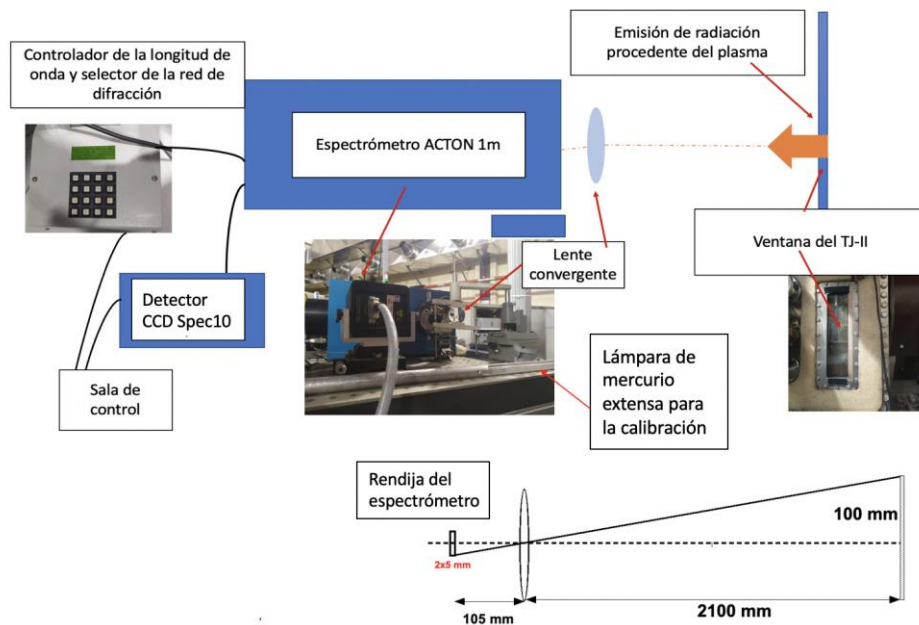 Controlador de la longitud de
onda y selector de la red de
difracción
Emisión de radiación
procedente del plasma
Espectrómetro ACTON 1m
Lente
convergente
Ventana del TJ-II
Detector
CCD Spec10
Sala de
control
Lámpara de
mercurio
extensa para
la calibración
Rendija del
espectrómetro
100 mm
2x5 mm
105 mm
2100 mm